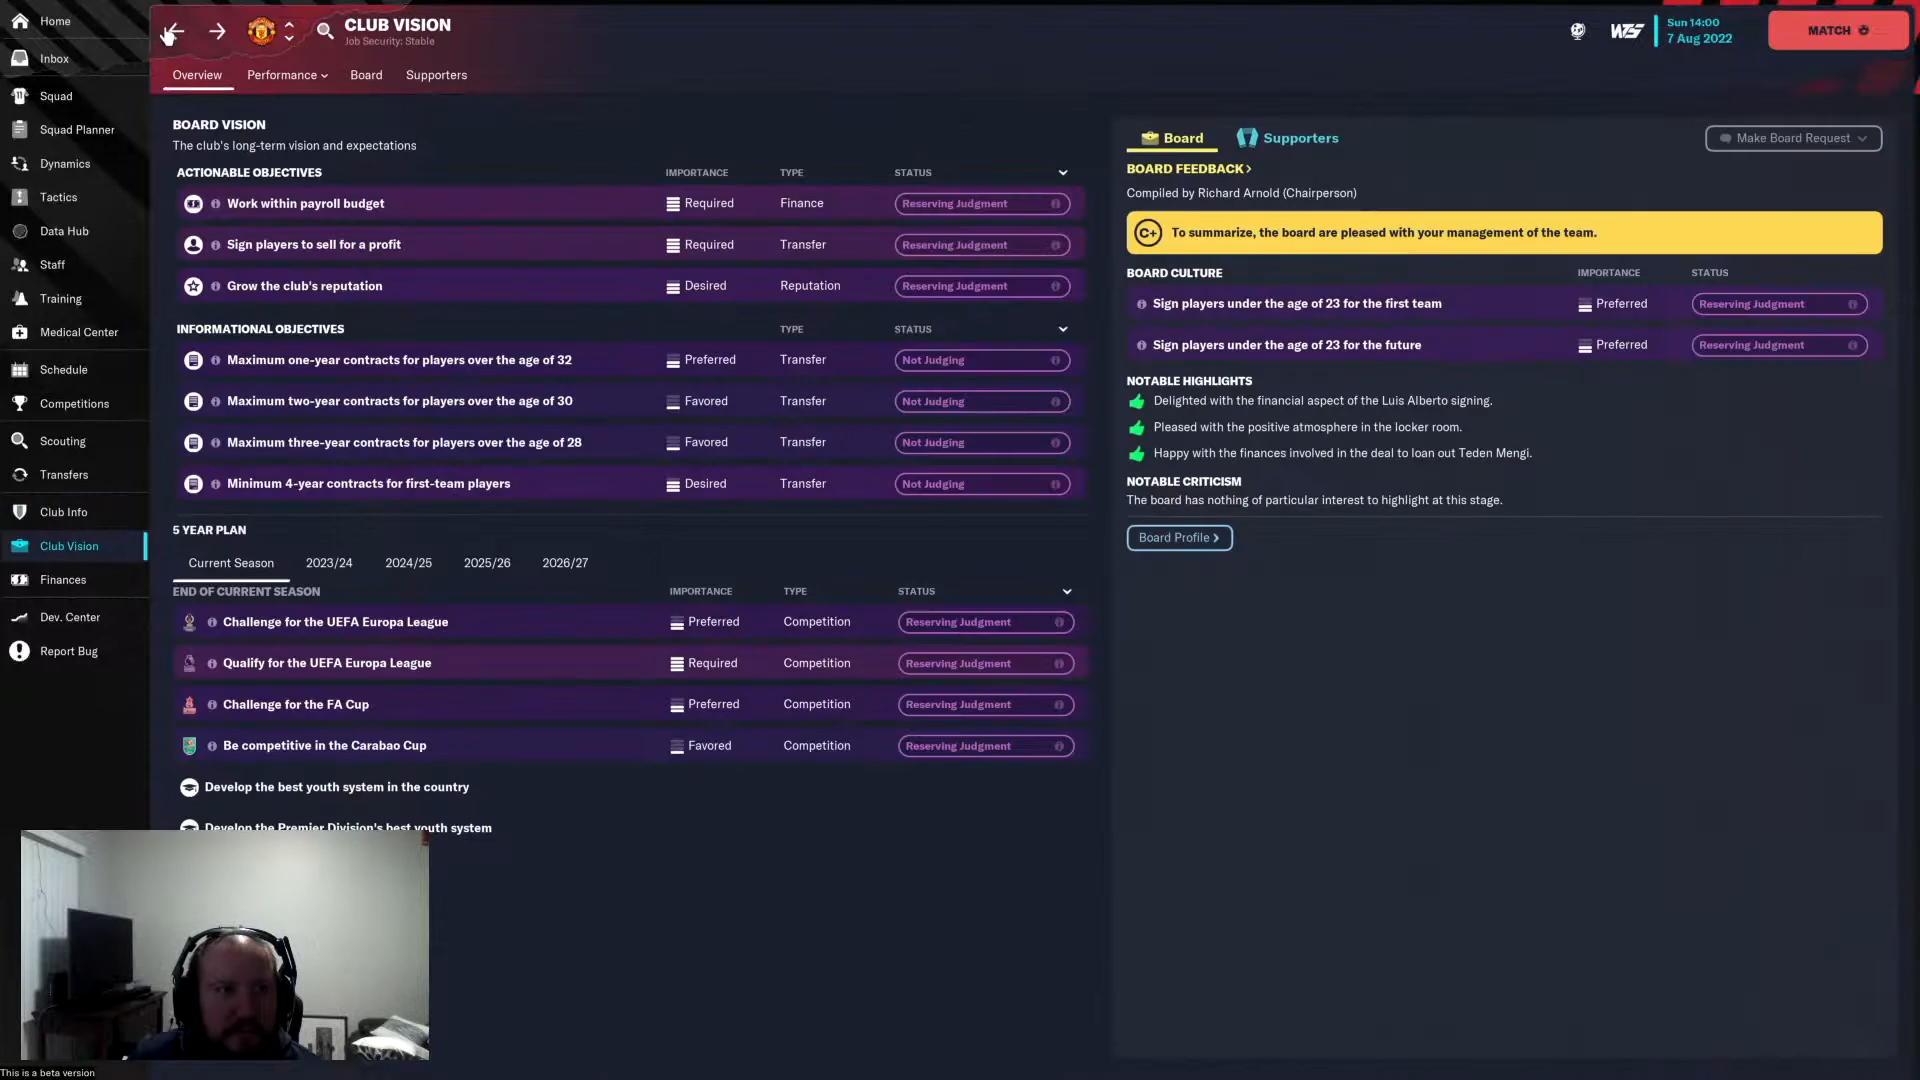 Home
Inbox
Squad
Squad Planner
Dynamics
Tactics
Data Hub
Staff
Training
Medical Center
Schedule
Competitions
Scouting
Transfers
Club Info
Club Vision
Finances
Dev. Center
Report Bug
CLUB VISION
Job Security: Stable
Sun 14:00
7 Aug 2022
MATCH
Overview Performance Board Supporters
BOARD VISION
The club's long-term vision and expectations
ACTIONABLE OBJECTIVES IMPORTANCE TYPE STATUS
Work within payroll budget Required Finance Reserving Judgment
Sign players to sell for a profit Required Transfer Reserving Judgment
Grow the club's reputation Desired Reputation Reserving Judgment
INFORMATIONAL OBJECTIVES TYPE STATUS
Maximum one-year contracts for players over the age of 32 Preferred Transfer Not Judging
Maximum two-year contracts for players over the age of 30 Favored Transfer Not Judging
Maximum three-year contracts for players over the age of 28 Favored Transfer Not Judging
Minimum 4-year contracts for first-team players Desired Transfer Not Judging
5 YEAR PLAN
Current Season 2023/24 2024/25 2025/26 2026/27
END OF CURRENT SEASON IMPORTANCE TYPE STATUS
Challenge for the UEFA Europa League Preferred Competition Reserving Judgment
Qualify for the UEFA Europa League Required Competition Reserving Judgment
Challenge for the FA Cup Preferred Competition Reserving Judgment
Be competitive in the Carabao Cup Favored Competition Reserving Judgment
Develop the best youth system in the country
Develop the Premier Division's best youth system
Board Supporters Make Board Request
BOARD FEEDBACK
Compiled by Richard Arnold (Chairperson)
C+ To summarize, the board are pleased with your management of the team.
BOARD CULTURE IMPORTANCE STATUS
Sign players under the age of 23 for the first team Preferred Reserving Judgment
Sign players under the age of 23 for the future Preferred Reserving Judgment
NOTABLE HIGHLIGHTS
Delighted with the financial aspect of the Luis Alberto signing.
Pleased with the positive atmosphere in the locker room.
Happy with the finances involved in the deal to loan out Teden Mengi.
NOTABLE CRITICISM
The board has nothing of particular interest to highlight at this stage.
Board Profile
This is a beta version